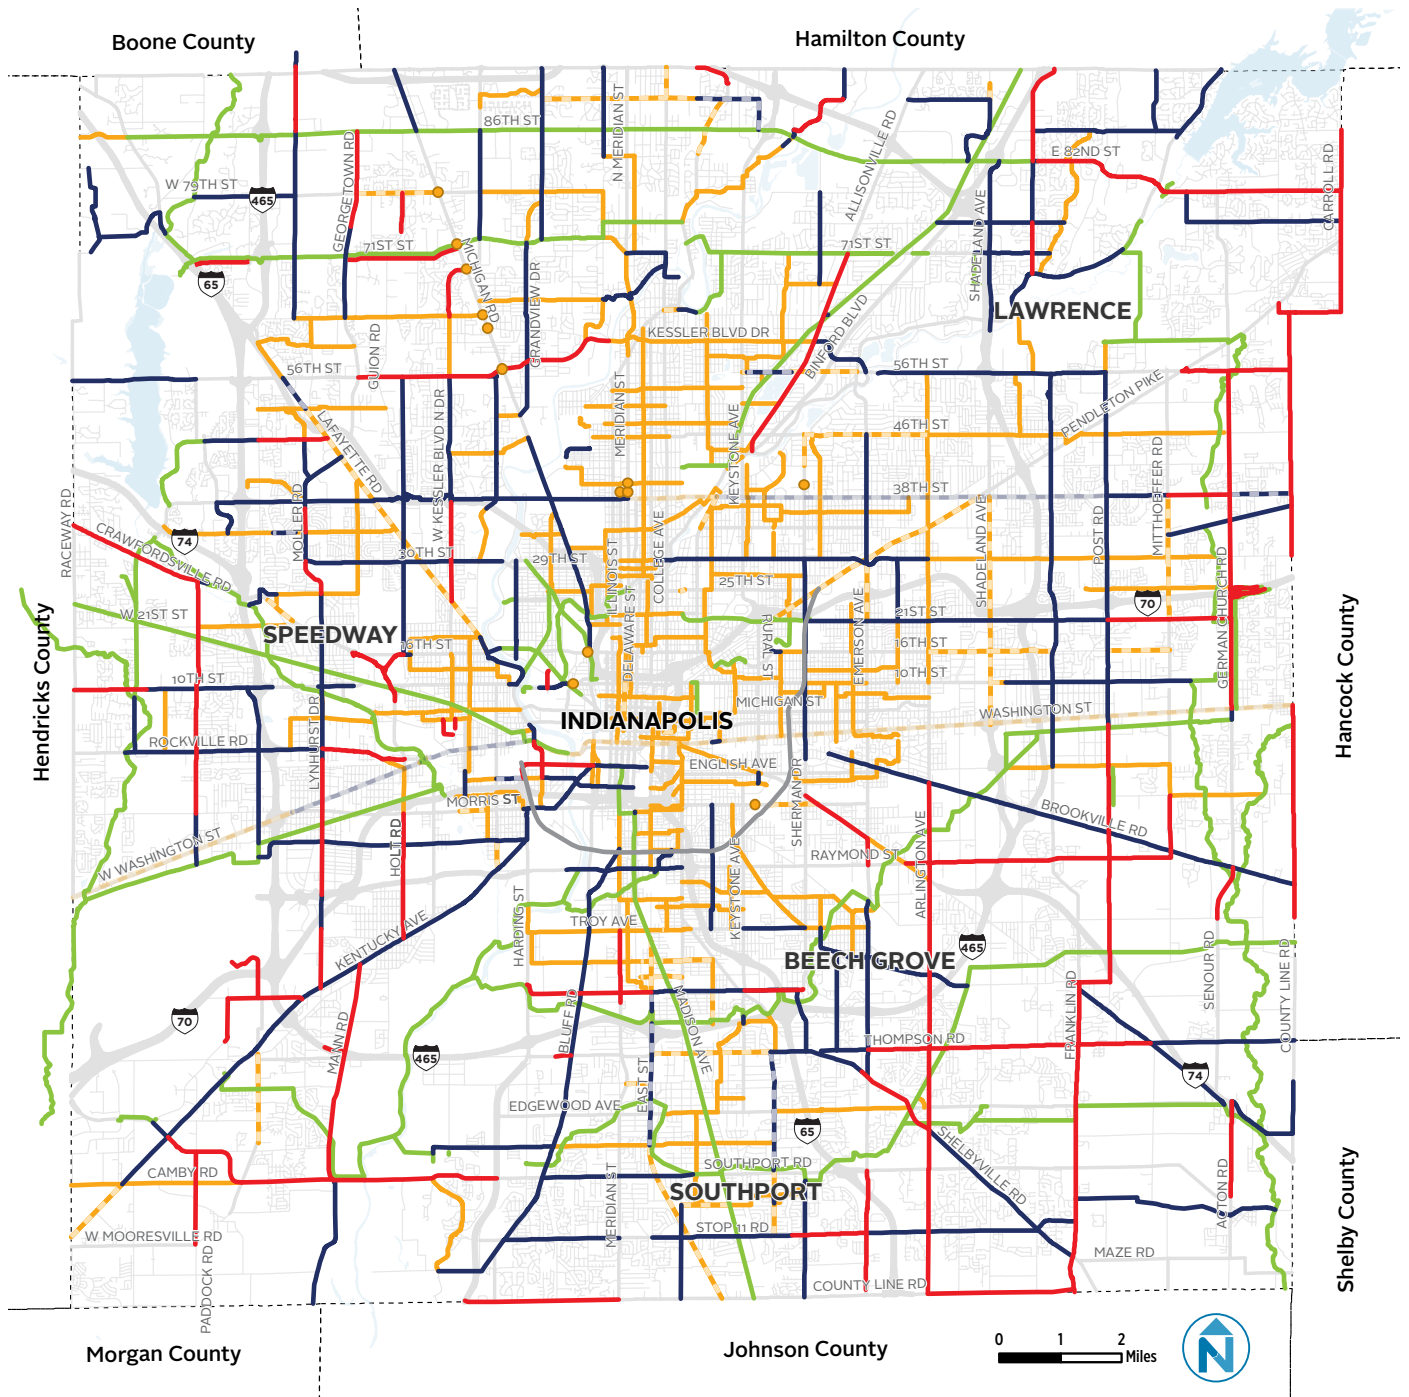 Boone County
Hamilton County
86TH ST
N MERIDIAN ST
ALLISONVILLE RD
E 82ND ST
CARROLL RD
GEORGETOWN RD
W 79TH ST
465
SHADELAND AVE
71ST ST
71ST ST
MICHIGAN RD
65
GRANDVIEW DR
LAWRENCE
KESSLER BLVD DR
BINFORD BLVD
GUION RD
56TH ST
56TH ST
PENDLETON PIKE
MERIDIAN ST
KEYSTONE AVE
LAFAYETTE RD
W KESSLER BLVD N DR
46TH ST
MITTHOEFFER RD
38TH ST
RACEWAY RD
MOLLER RD
COLLEGE AVE
SHADELAND AVE
POST RD
CRAWFORDSVILLE RD
74
30TH ST
29TH ST
ILLINOIS ST
25TH ST
GERMAN CHURCH RD
70
W 21ST ST
DELAWARE ST
RURAL ST
EMERSON AVE
21ST ST
Hendricks County
SPEEDWAY
16TH ST
16TH ST
Hancock County
10TH ST
10TH ST
MICHIGAN ST
WASHINGTON ST
INDIANAPOLIS
LYNHURST DR
ROCKVILLE RD
ENGLISH AVE
MORRIS ST
SHERMAN DR
BROOKVILLE RD
W WASHINGTON ST
HOLT RD
RAYMOND ST
ARLINGTON AVE
KEYSTONE AVE
HARDING ST
TROY AVE
KENTUCKY AVE
BEECH GROVE
465
SENOUR RD
COUNTY LINE RD
70
MANN RD
BLUFF RD
MADISON AVE
THOMPSON RD
FRANKLIN RD
465
74
EAST ST
EDGEWOOD AVE
65
SHELBYVILLE RD
CAMBY RD
SOUTHPORT RD
SOUTHPORT
MERIDIAN ST
ACTON RD
Shelby County
W MOORESVILLE RD
STOP 11 RD
MAZE RD
PADDOCK RD
COUNTY LINE RD
Morgan County
Johnson County
0 1 2
Miles
N